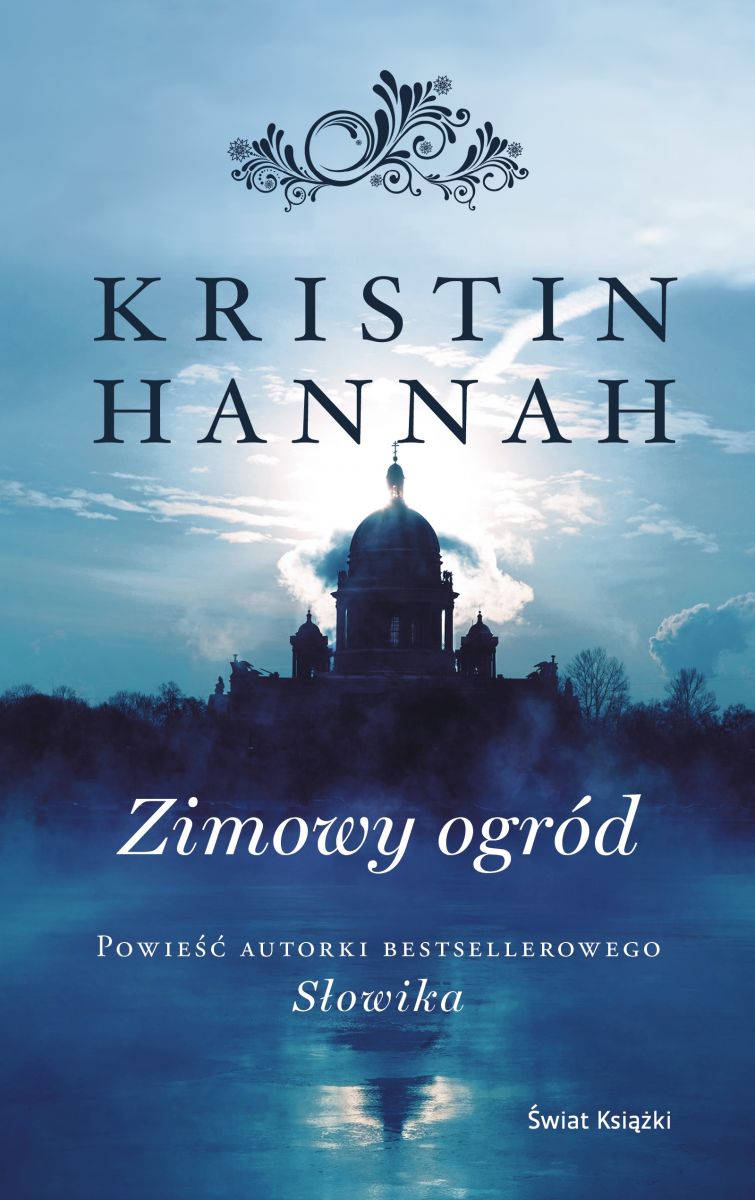 KRISTIN
HANNAH
Zimowy ogród
POWIEŚĆ AUTORKI BESTSELLEROWEGO
Słowika
Świat Książki